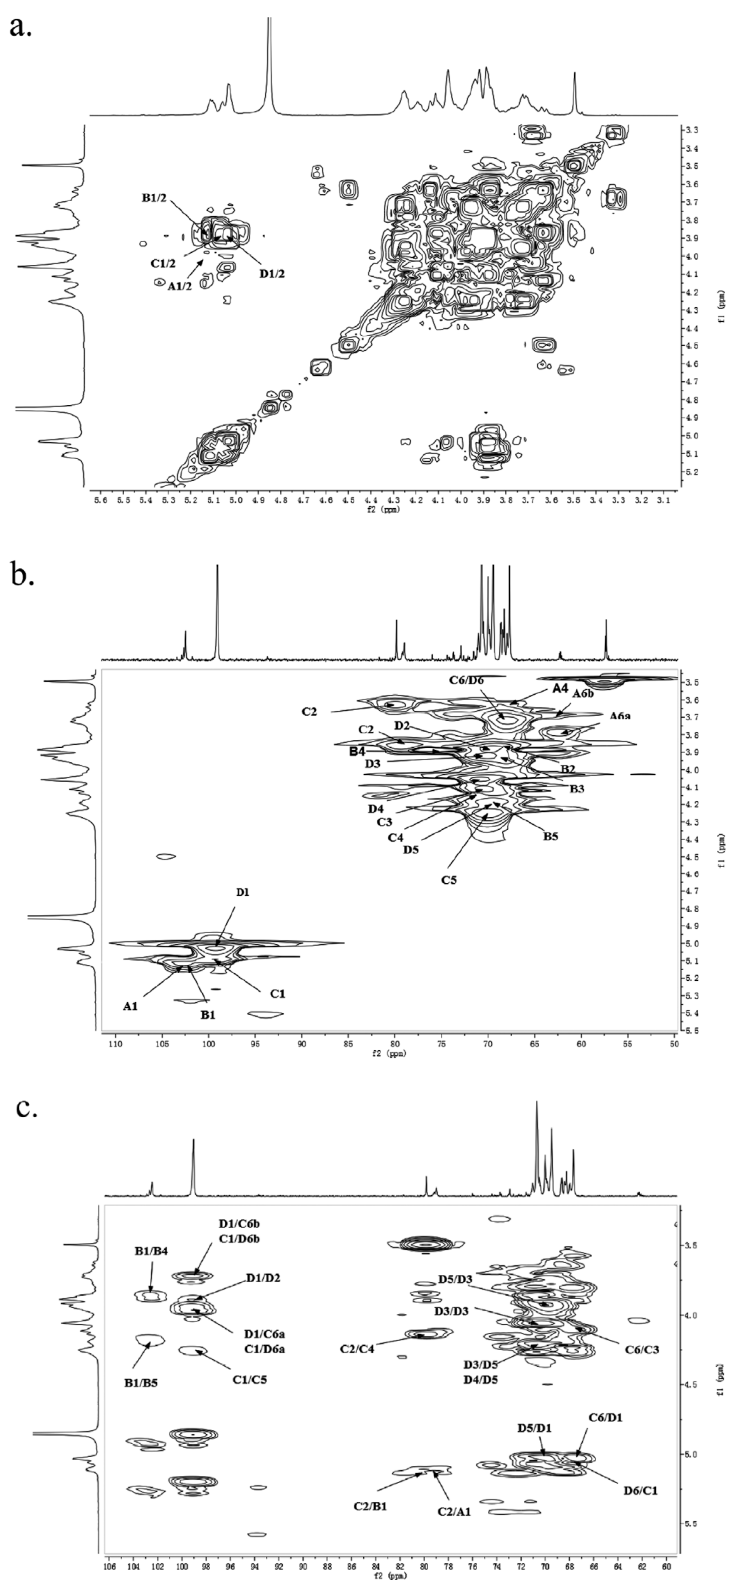 a.
B1/2
C1/2
A1/2
D1/2
3.3
3.4
3.5
3.6
3.7
3.8
3.9
4.0
4.1
4.2
4.3
4.4
4.5
4.6
4.7
4.8
4.9
5.0
5.1
5.2
f1 (ppm)
5.6 5.5 5.4 5.3 5.2 5.1 5.0 4.9 4.8 4.7 4.6 4.5 4.4 4.3 4.2 4.1 4.0 3.9 3.8 3.7 3.6 3.5 3.4 3.3 3.2 3.1
f2 (ppm)
b.
C6/D6
A4
A6b
A6a
C2
D2
C2
B4
D3
B2
B3
D4
C3
C4
D5
B5
C5
D1
A1
B1
C1
3.5
3.6
3.7
3.8
3.9
4.0
4.1
4.2
4.3
4.4
4.5
4.6
4.7
4.8
4.9
5.0
5.1
5.2
5.3
5.4
5.5
f1 (ppm)
110 105 100 95 90 85 80 75 70 65 60 55 50
f2 (ppm)
c.
D1/C6b
C1/D6b
B1/B4
D1/D2
D5/D3
D3/D3
D1/C6a
C1/D6a
C2/C4
C6/C3
B1/B5
C1/C5
D3/D5
D4/D5
D5/D1
C6/D1
C2/B1
C2/A1
D6/C1
3.5
4.0
4.5
5.0
5.5
f1 (ppm)
106 104 102 100 98 96 94 92 90 88 86 84 82 80 78 76 74 72 70 68 66 64 62 60 59
f2 (ppm)